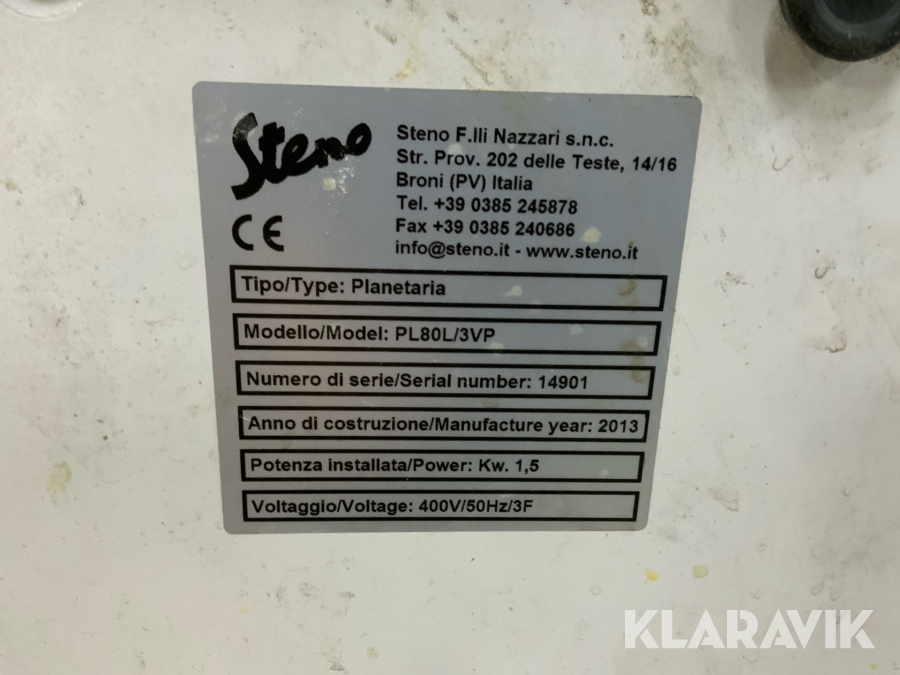 Steno
CE
Steno F.lli Nazzari s.n.c.
Str. Prov. 202 delle Teste, 14/16
Broni (PV) Italia
Tel. +39 0385 245878
Fax +39 0385 240686
info@steno.it - www.steno.it
Tipo/Type: Planetaria
Modello/Model: PL80L/3VP
Numero di serie/Serial number: 14901
Anno di costruzione/Manufacture year: 2013
Potenza installata/Power: Kw. 1,5
Voltaggio/Voltage: 400V/50Hz/3F
KLARAVIK